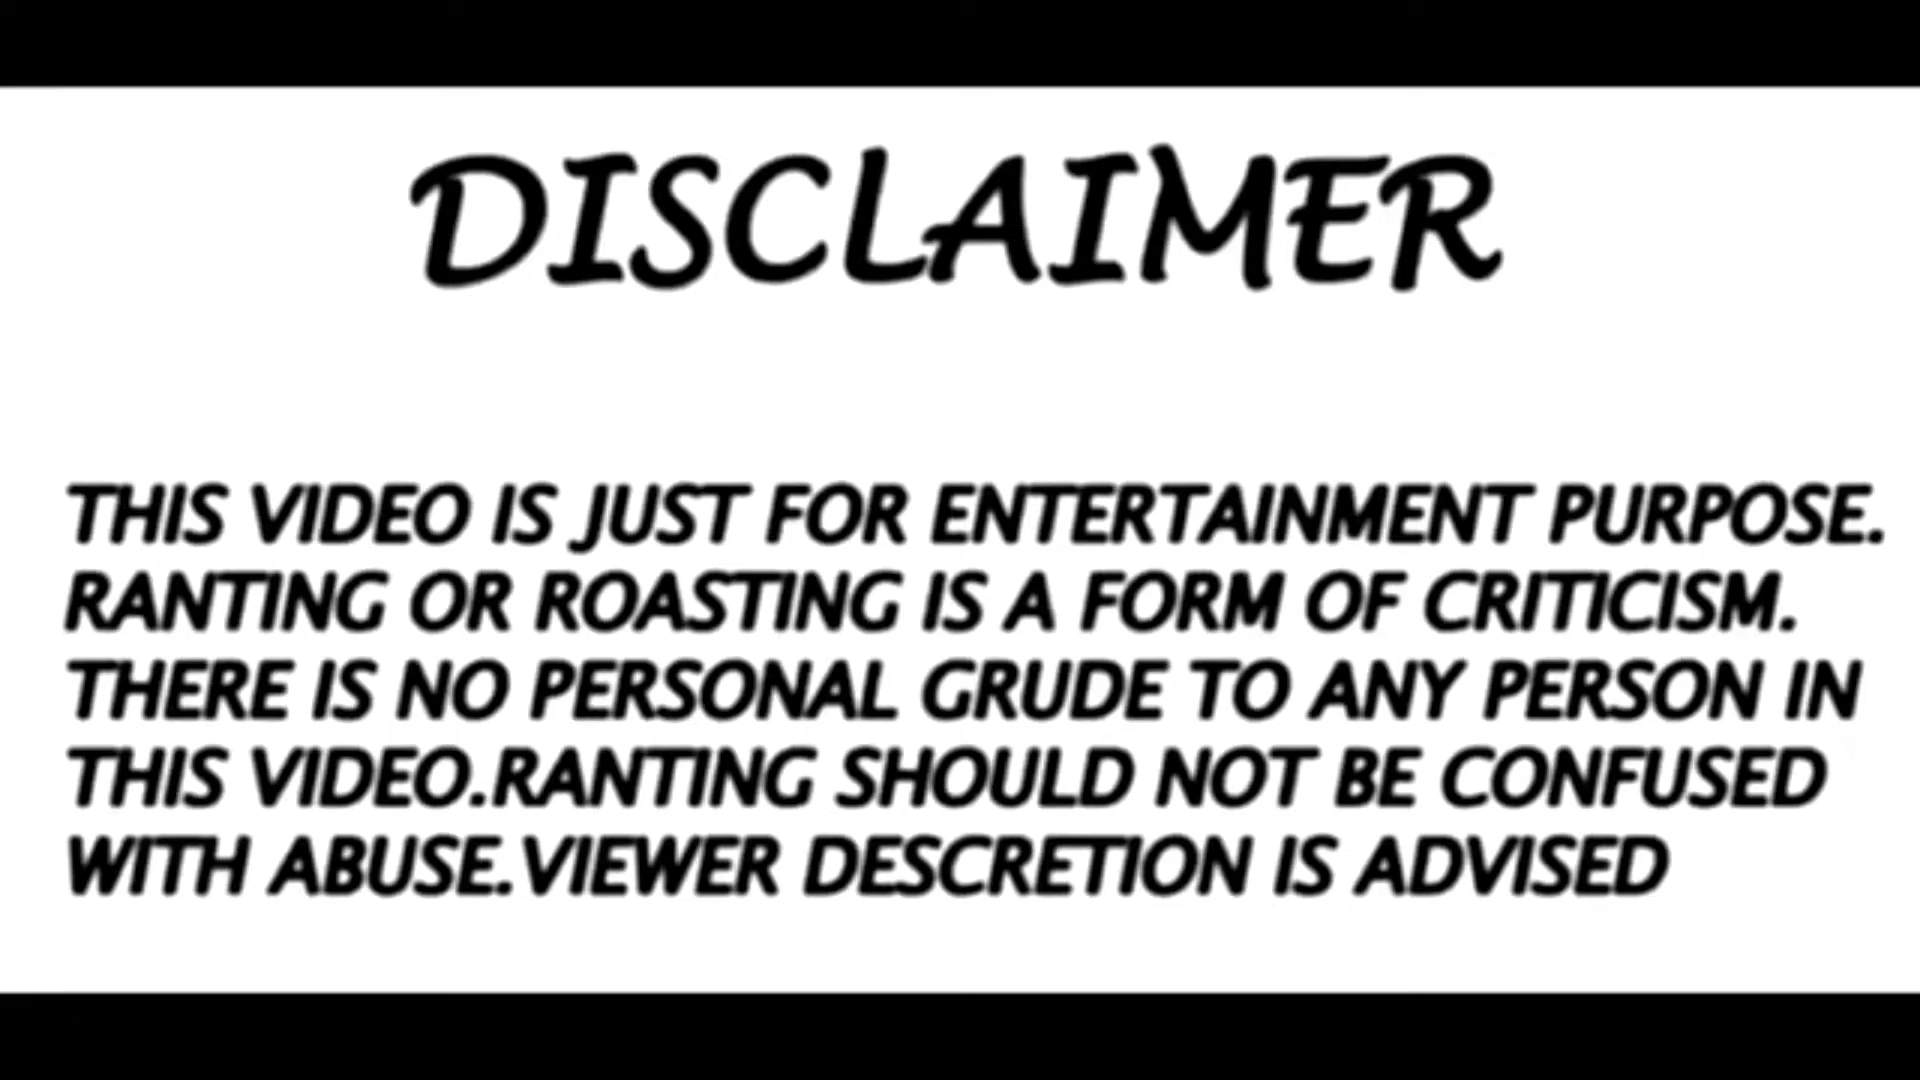 DISCLAIMER
THIS VIDEO IS JUST FOR ENTERTAINMENT PURPOSE.
RANTING OR ROASTING IS A FORM OF CRITICISM.
THERE IS NO PERSONAL GRUDE TO ANY PERSON IN
THIS VIDEO.RANTING SHOULD NOT BE CONFUSED
WITH ABUSE.VIEWER DESCRETION IS ADVISED